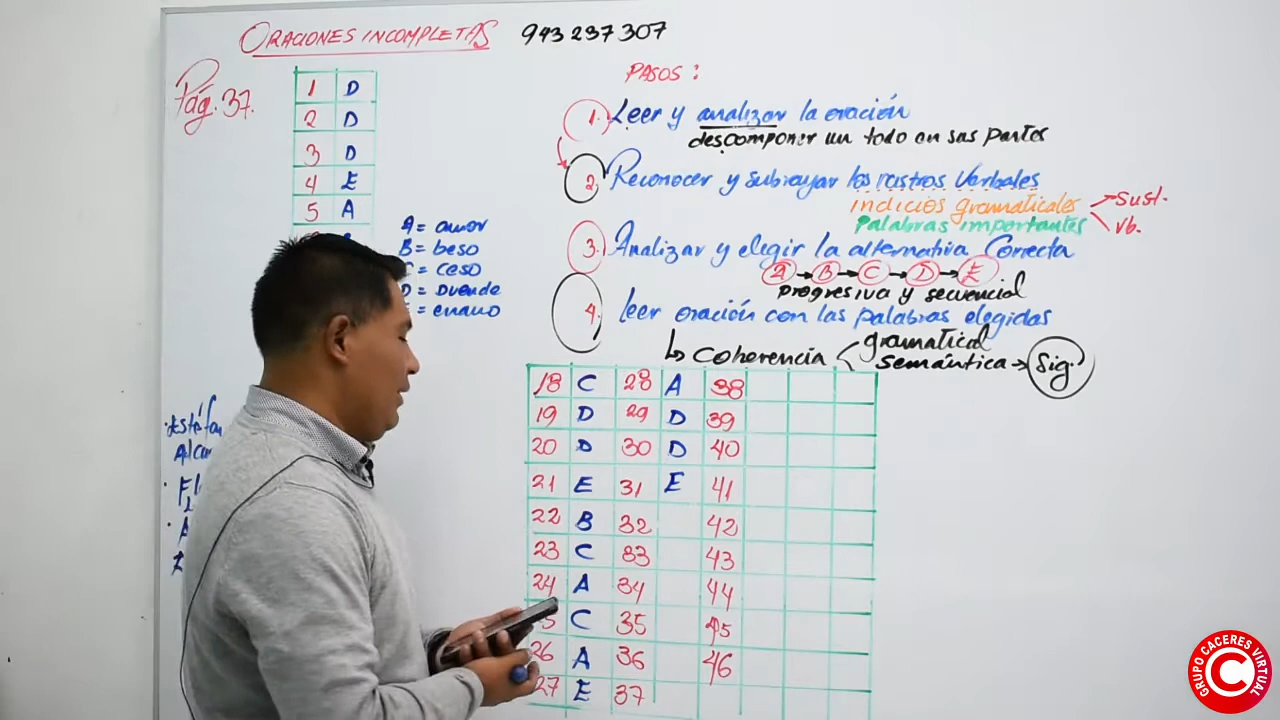 ORACIONES INCOMPLETAS 943 237 307
Pág. 37.
1 D
2 D
3 D
4 E
5 A
A = amor
B = beso
= ceso
= Duende
= enano
PASOS :
1. Leer y analizar la oración
descomponer un todo en sus partes
2. Reconocer y subrayar los rastros verbales
indicios gramaticales Sust.
Palabras importantes Vb.
3. Analizar y elegir la alternativa correcta
A B C D E
progresiva y secuencial
4. Leer oración con las palabras elegidas
Coherencia gramatical
semántica Sig.
18 C 28 A 38
19 D 29 D 39
20 D 30 D 40
21 E 31 E 41
22 B 32 42
23 C 33 43
24 A 34 44
5 C 35 45
26 A 36 46
27 E 37
GRUPO CACERES VIRTUAL
C